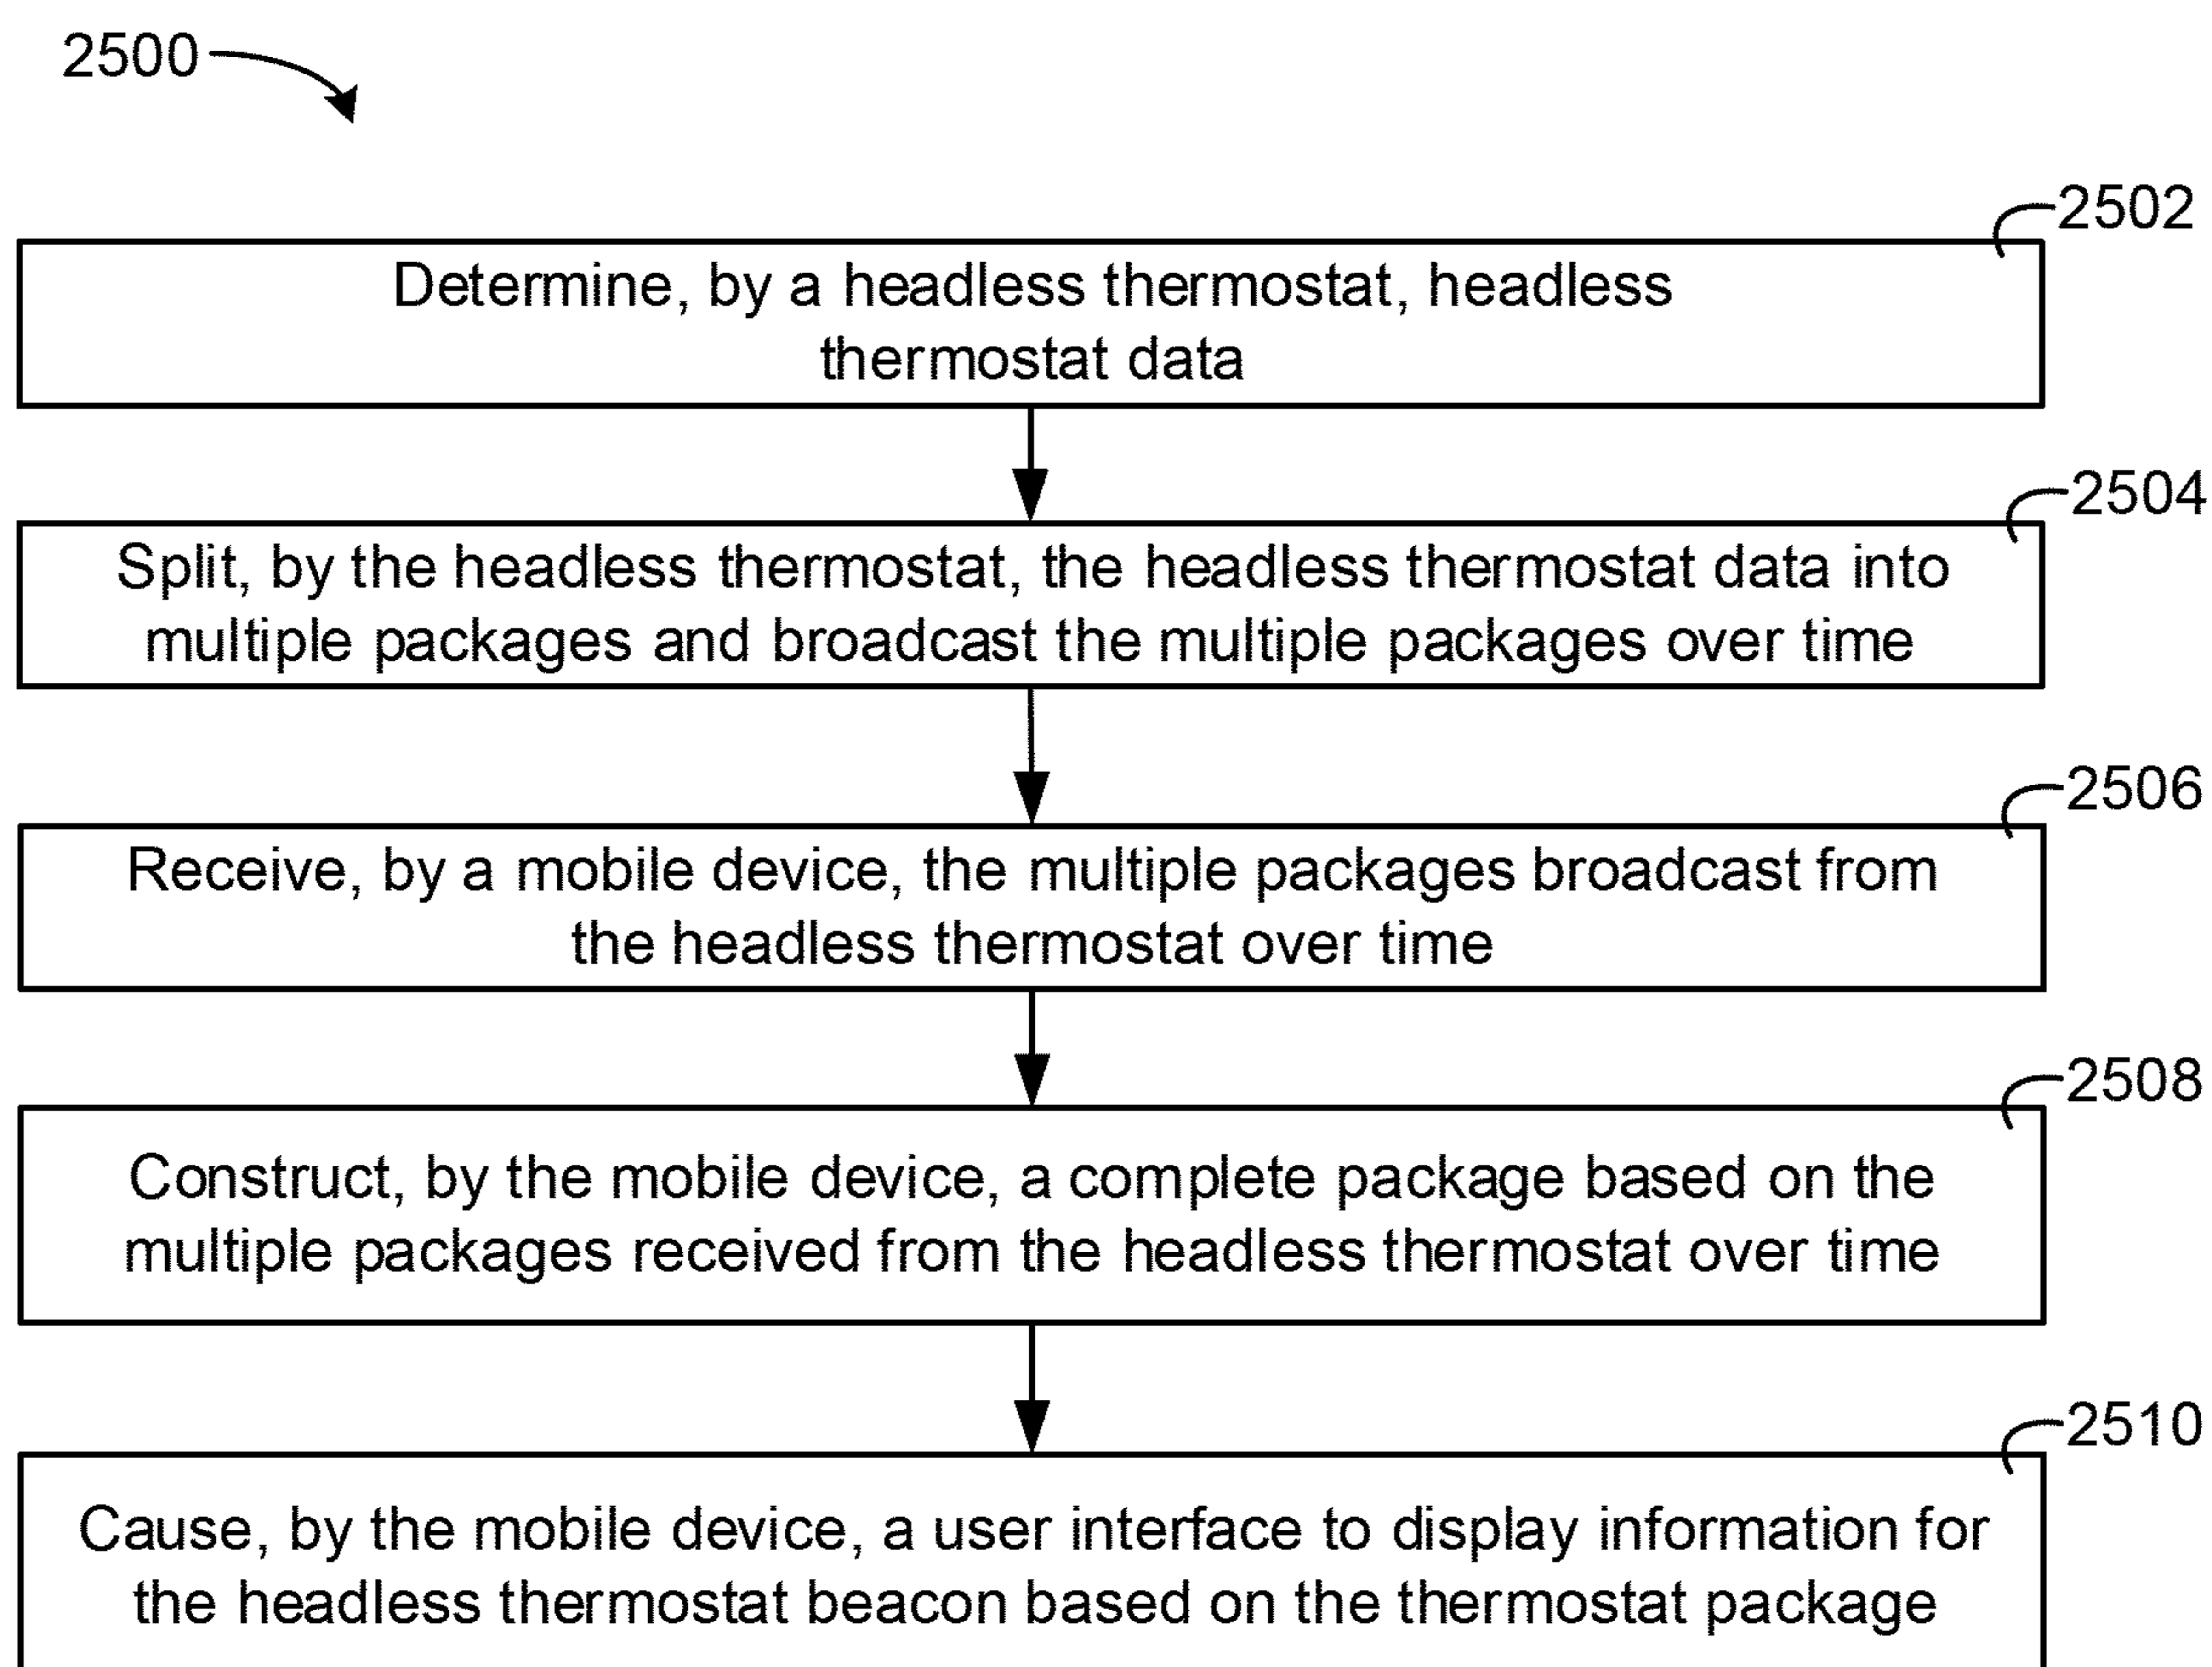 2500
2502
Determine, by a headless thermostat, headless
thermostat data
2504
Split, by the headless thermostat, the headless thermostat data into
multiple packages and broadcast the multiple packages over time
2506
Receive, by a mobile device, the multiple packages broadcast from
the headless thermostat over time
2508
Construct, by the mobile device, a complete package based on the
multiple packages received from the headless thermostat over time
2510
Cause, by the mobile device, a user interface to display information for
the headless thermostat beacon based on the thermostat package